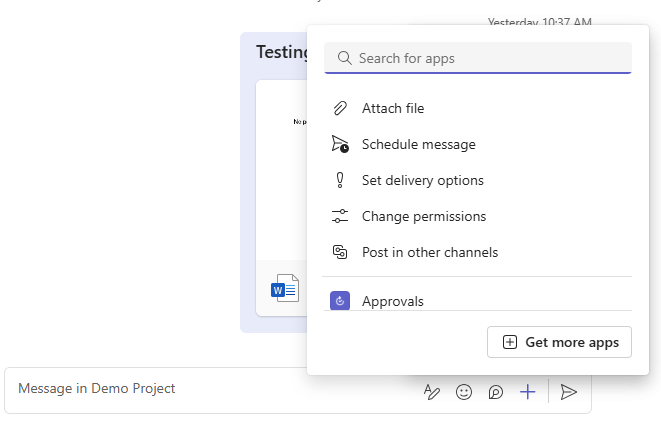 Yesterday 10:37 AM
Testing
Search for apps
No p
Attach file
Schedule message
Set delivery options
Change permissions
Post in other channels
W
Approvals
Get more apps
Message in Demo Project